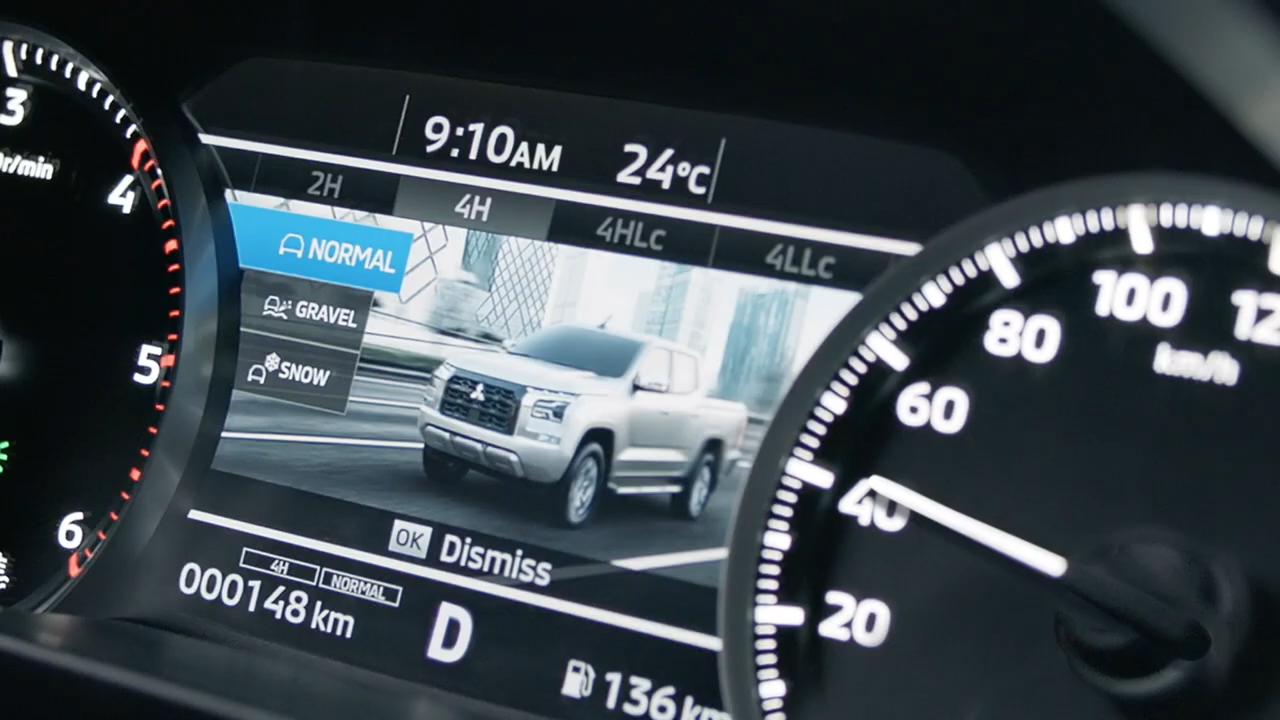 3
r/min
4
5
6
9:10AM 24°C
2H 4H 4HLc 4LLc
NORMAL
GRAVEL
SNOW
OK Dismiss
4H NORMAL
000148 km
D
136 km
20
40
60
80
100
12
km/h